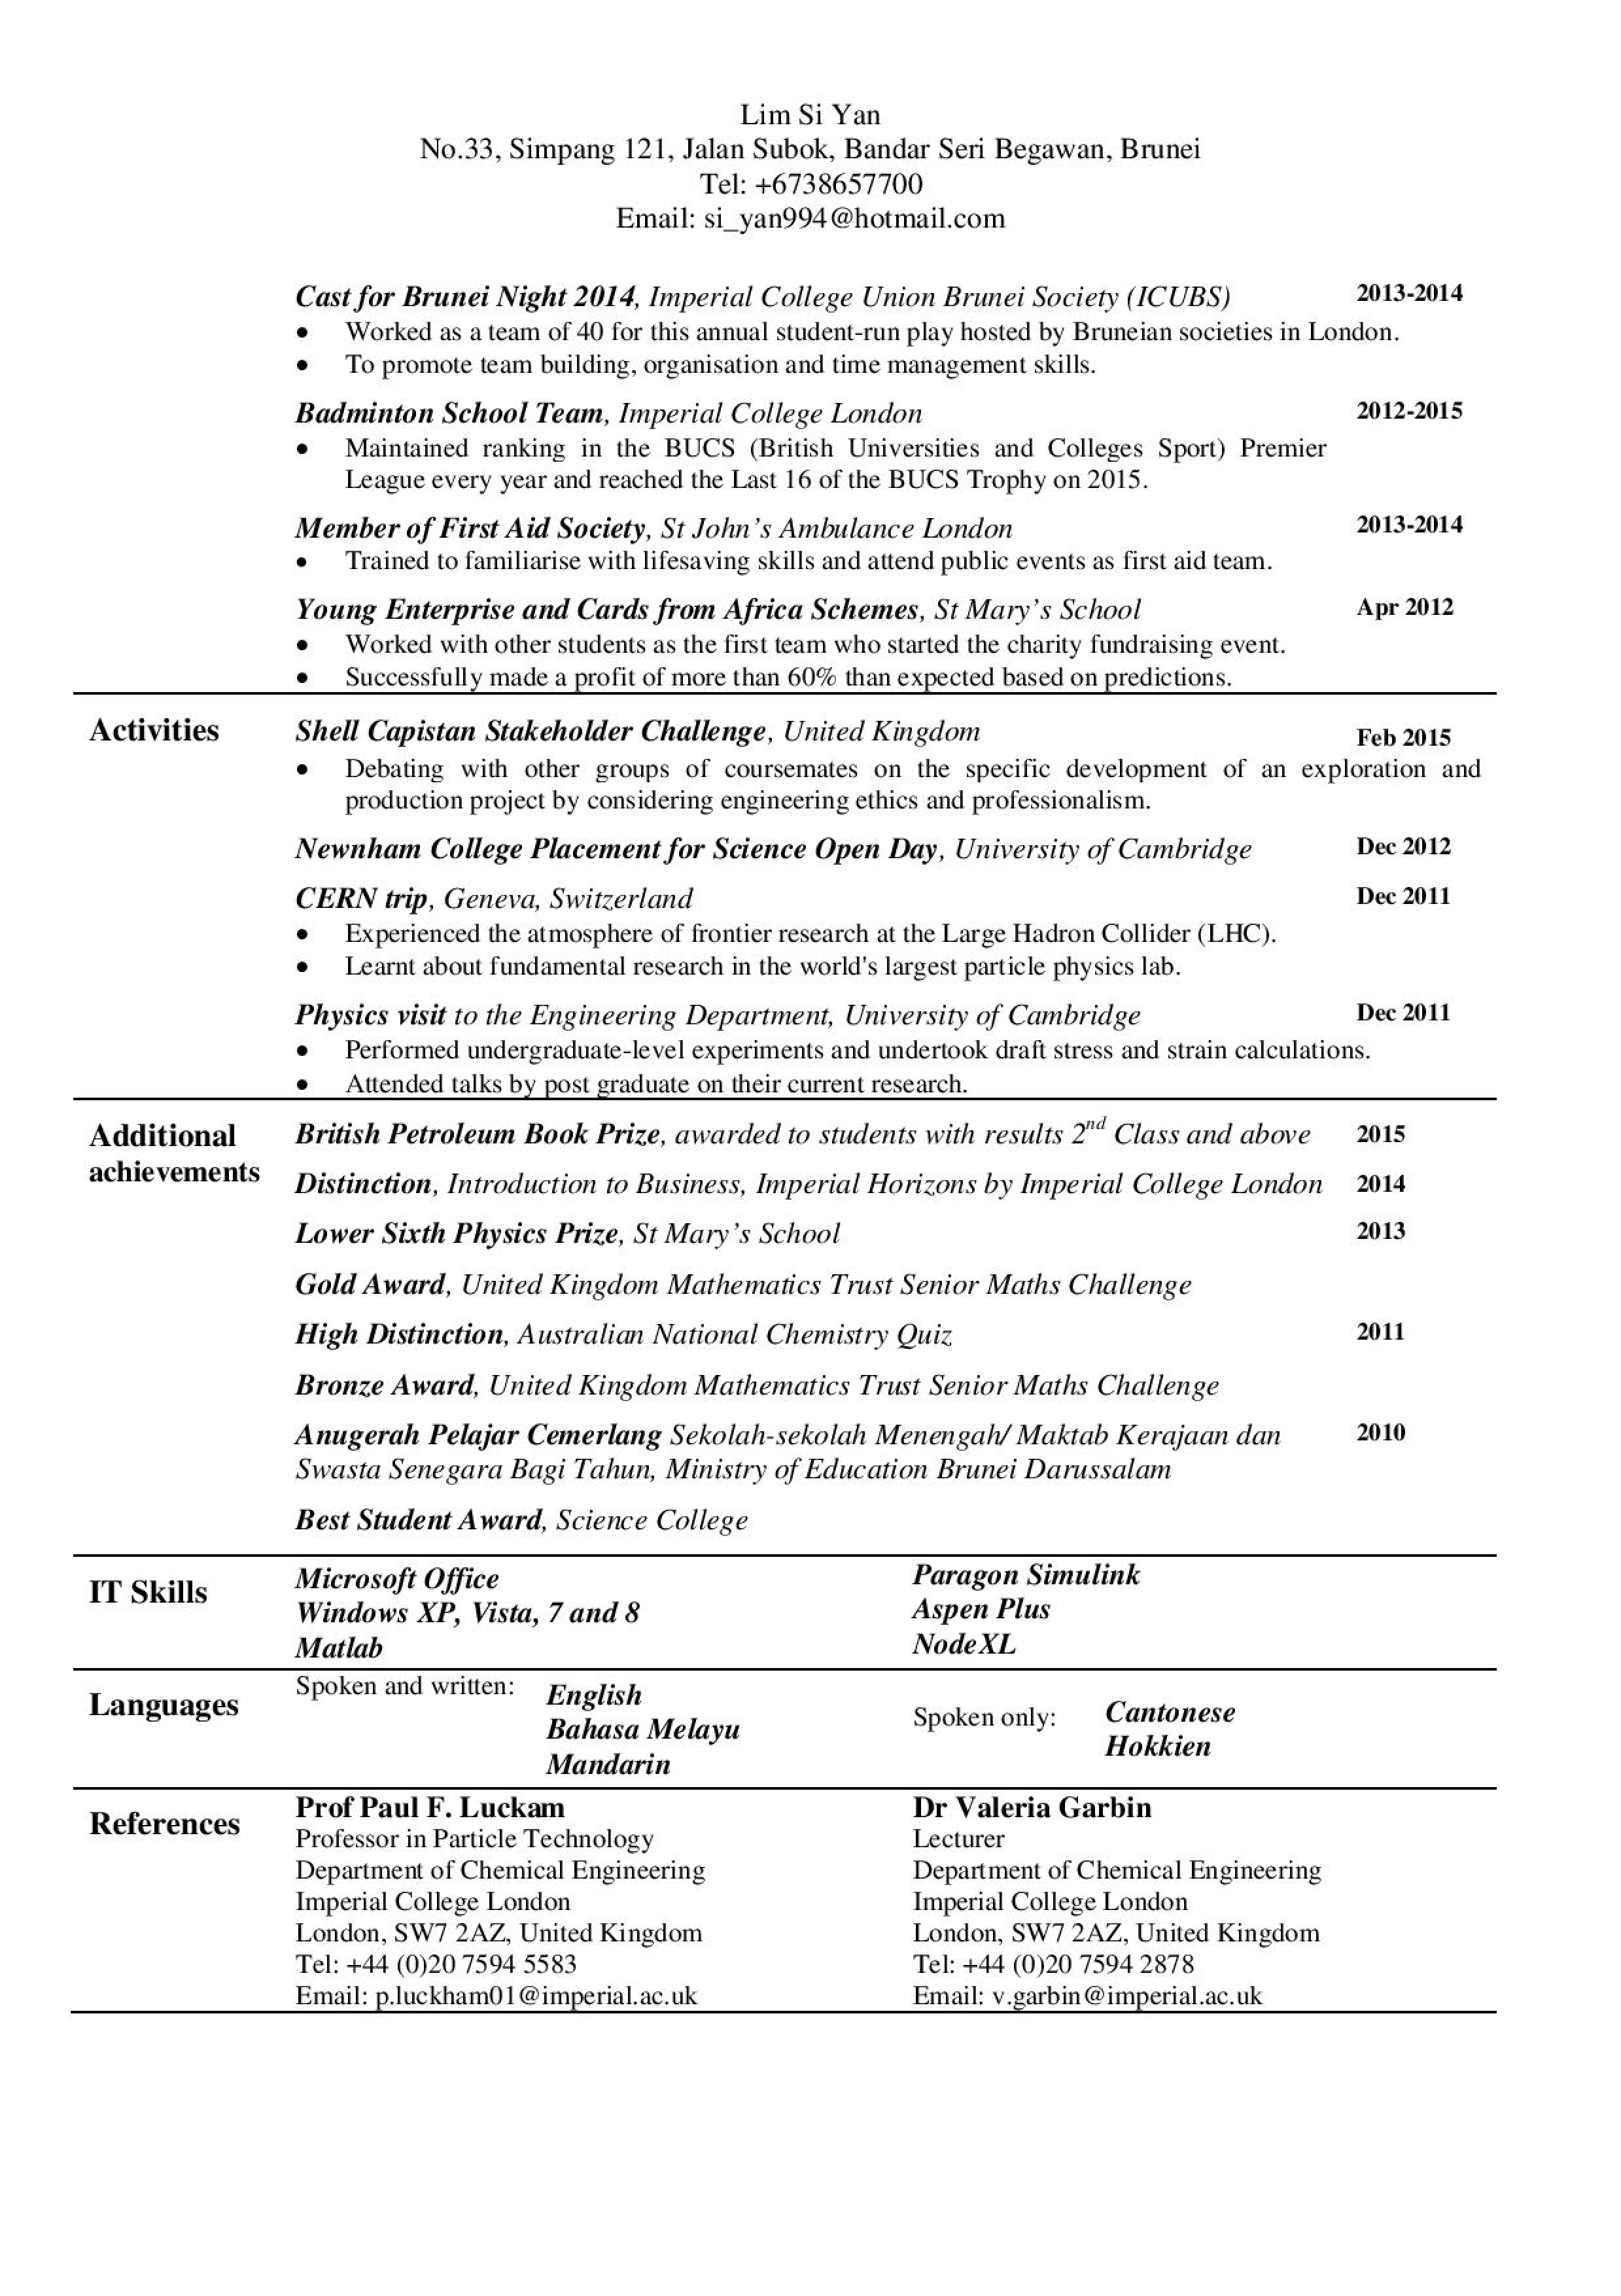 Lim Si Yan
No.33, Simpang 121, Jalan Subok, Bandar Seri Begawan, Brunei
Tel: +6738657700
Email: si_yan994@hotmail.com
Cast for Brunei Night 2014, Imperial College Union Brunei Society (ICUBS) 2013-2014
• Worked as a team of 40 for this annual student-run play hosted by Bruneian societies in London.
• To promote team building, organisation and time management skills.
Badminton School Team, Imperial College London 2012-2015
• Maintained ranking in the BUCS (British Universities and Colleges Sport) Premier
League every year and reached the Last 16 of the BUCS Trophy on 2015.
Member of First Aid Society, St John's Ambulance London 2013-2014
• Trained to familiarise with lifesaving skills and attend public events as first aid team.
Young Enterprise and Cards from Africa Schemes, St Mary's School Apr 2012
• Worked with other students as the first team who started the charity fundraising event.
• Successfully made a profit of more than 60% than expected based on predictions.
Activities Shell Capistan Stakeholder Challenge, United Kingdom Feb 2015
• Debating with other groups of coursemates on the specific development of an exploration and
production project by considering engineering ethics and professionalism.
Newnham College Placement for Science Open Day, University of Cambridge Dec 2012
CERN trip, Geneva, Switzerland Dec 2011
• Experienced the atmosphere of frontier research at the Large Hadron Collider (LHC).
• Learnt about fundamental research in the world's largest particle physics lab.
Physics visit to the Engineering Department, University of Cambridge Dec 2011
• Performed undergraduate-level experiments and undertook draft stress and strain calculations.
• Attended talks by post graduate on their current research.
Additional achievements British Petroleum Book Prize, awarded to students with results 2nd Class and above 2015
Distinction, Introduction to Business, Imperial Horizons by Imperial College London 2014
Lower Sixth Physics Prize, St Mary's School 2013
Gold Award, United Kingdom Mathematics Trust Senior Maths Challenge
High Distinction, Australian National Chemistry Quiz 2011
Bronze Award, United Kingdom Mathematics Trust Senior Maths Challenge
Anugerah Pelajar Cemerlang Sekolah-sekolah Menengah/ Maktab Kerajaan dan 2010
Swasta Senegara Bagi Tahun, Ministry of Education Brunei Darussalam
Best Student Award, Science College
IT Skills
Microsoft Office
Windows XP, Vista, 7 and 8
Matlab
Paragon Simulink
Aspen Plus
NodeXL
Languages
Spoken and written:
English
Bahasa Melayu
Mandarin
Spoken only:
Cantonese
Hokkien
References
Prof Paul F. Luckam
Professor in Particle Technology
Department of Chemical Engineering
Imperial College London
London, SW7 2AZ, United Kingdom
Tel: +44 (0)20 7594 5583
Email: p.luckham01@imperial.ac.uk
Dr Valeria Garbin
Lecturer
Department of Chemical Engineering
Imperial College London
London, SW7 2AZ, United Kingdom
Tel: +44 (0)20 7594 2878
Email: v.garbin@imperial.ac.uk